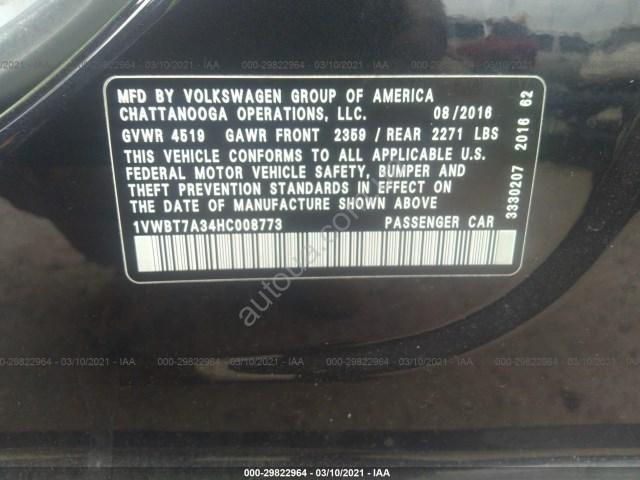 000-29822964 - 03/10/2021 - IAA
MFD BY VOLKSWAGEN GROUP OF AMERICA
CHATTANOOGA OPERATIONS, LLC. 08/2016
GVWR 4519 GAWR FRONT 2359 / REAR 2271 LBS
THIS VEHICLE CONFORMS TO ALL APPLICABLE U.S.
FEDERAL MOTOR VEHICLE SAFETY, BUMPER AND
THEFT PREVENTION STANDARDS IN EFFECT ON
THE DATE OF MANUFACTURE SHOWN ABOVE.
1VWBT7A34HC008773 PASSENGER CAR
3330207 2016 62
000-29822964 - 03/10/2021 - IAA
000-29822964 - 03/10/2021 - IAA